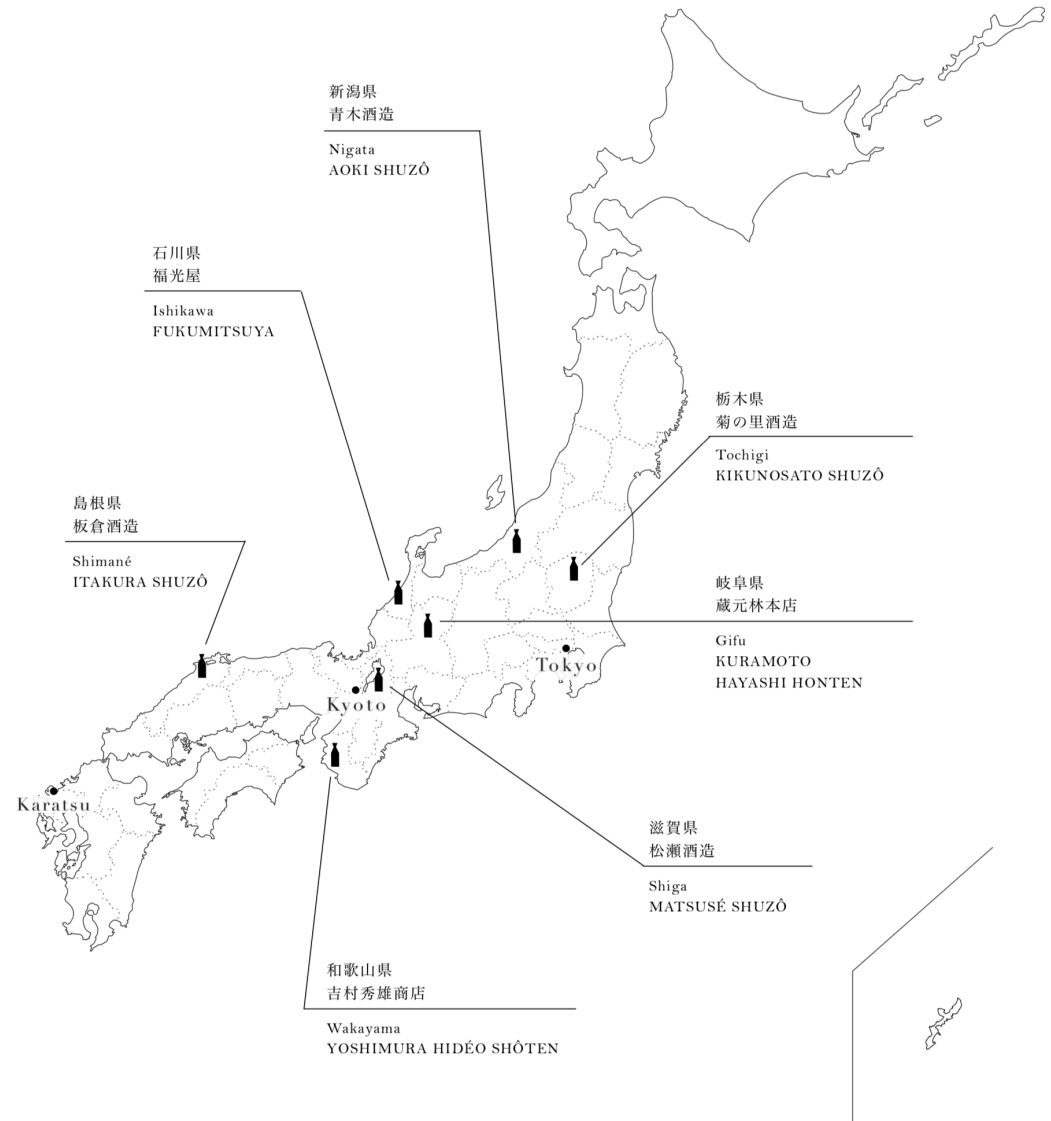 新潟県
青木酒造
Nigata
AOKI SHUZÔ
石川県
福光屋
Ishikawa
FUKUMITSUYA
栃木県
菊の里酒造
Tochigi
KIKUNOSATO SHUZÔ
島根県
板倉酒造
Shimané
ITAKURA SHUZÔ
岐阜県
蔵元林本店
Gifu
KURAMOTO
HAYASHI HONTEN
Tokyo
Kyoto
Karatsu
滋賀県
松瀬酒造
Shiga
MATSUSÉ SHUZÔ
和歌山県
吉村秀雄商店
Wakayama
YOSHIMURA HIDÉO SHÔTEN